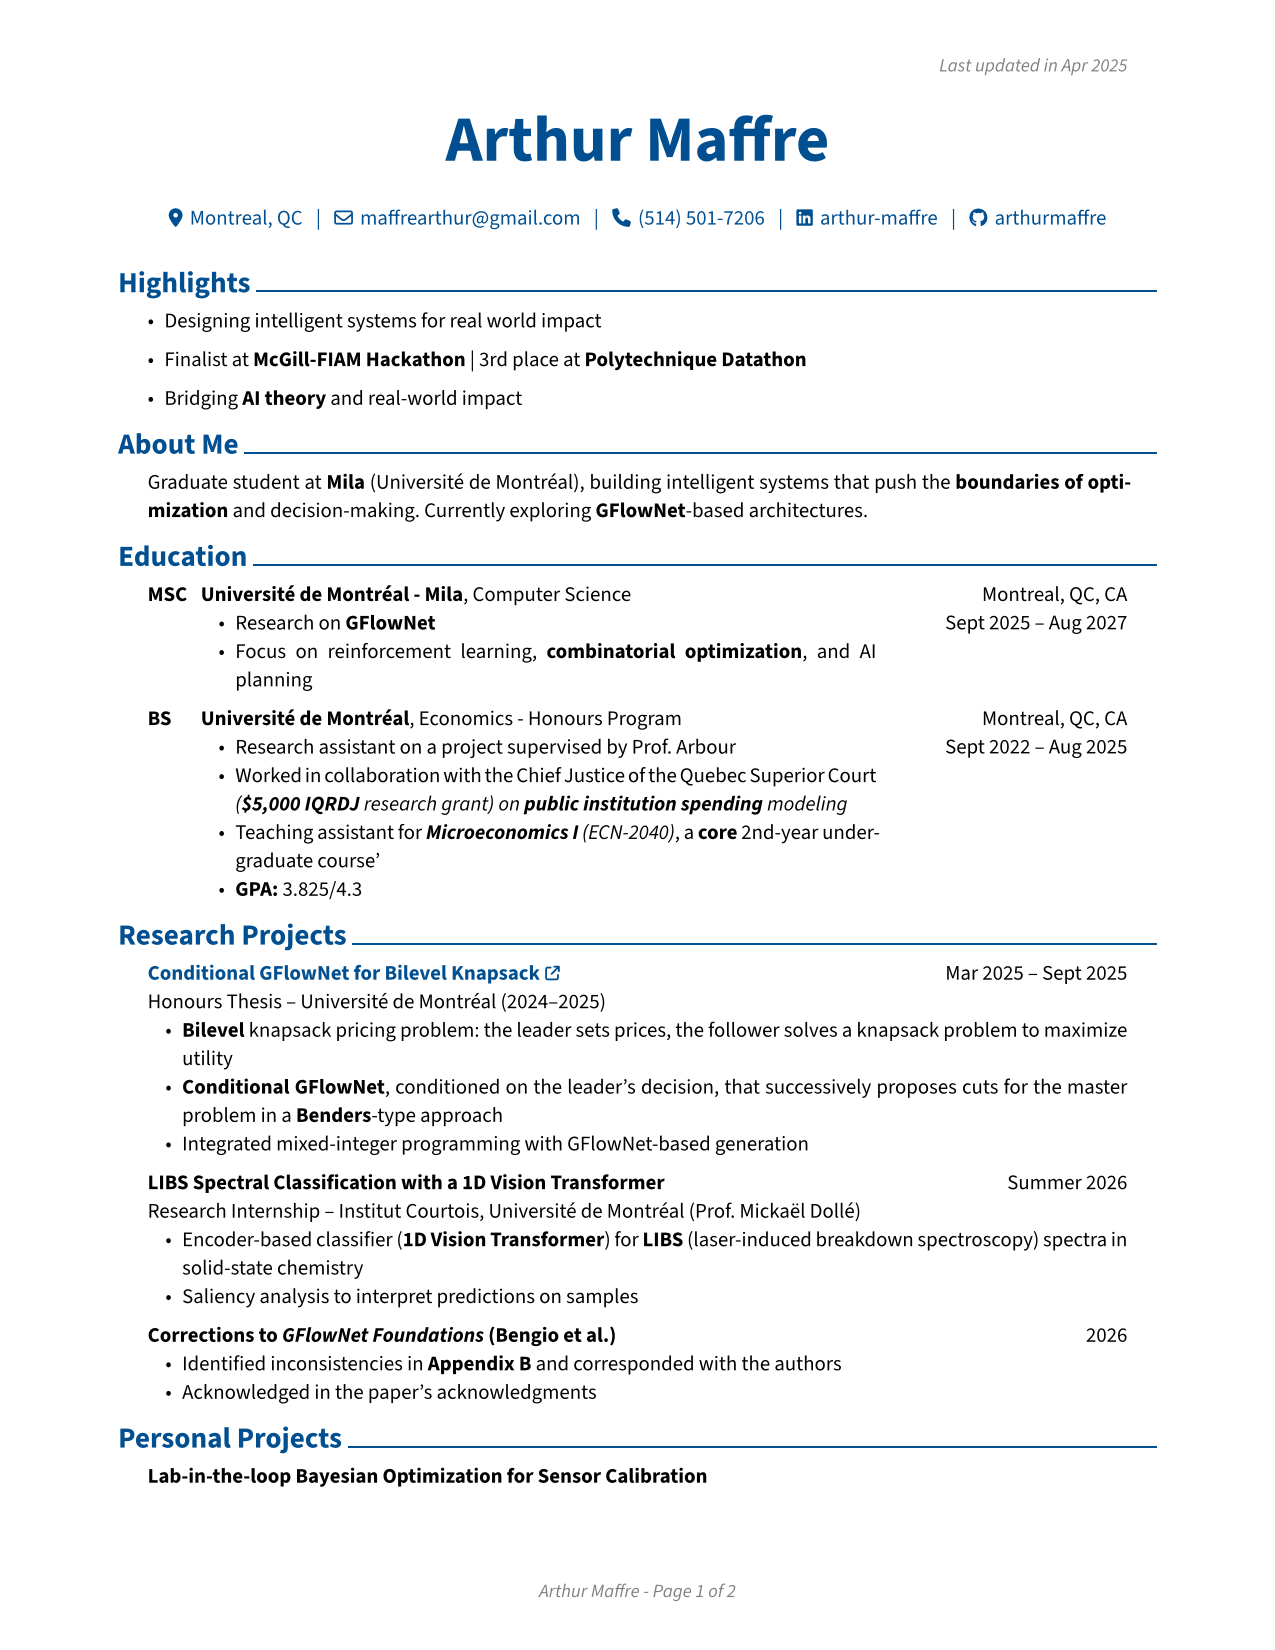 Last updated in Apr 2025
Arthur Maffre
Montreal, QC | maffrearthur@gmail.com | (514) 501-7206 | arthur-maffre | arthurmaffre
Highlights
• Designing intelligent systems for real world impact
• Finalist at McGill-FIAM Hackathon | 3rd place at Polytechnique Datathon
• Bridging AI theory and real-world impact
About Me
Graduate student at Mila (Université de Montréal), building intelligent systems that push the boundaries of opti-
mization and decision-making. Currently exploring GFlowNet-based architectures.
Education
MSC Université de Montréal - Mila, Computer Science Montreal, QC, CA
• Research on GFlowNet Sept 2025 – Aug 2027
• Focus on reinforcement learning, combinatorial optimization, and AI
planning
BS Université de Montréal, Economics - Honours Program Montreal, QC, CA
• Research assistant on a project supervised by Prof. Arbour Sept 2022 – Aug 2025
• Worked in collaboration with the Chief Justice of the Quebec Superior Court
($5,000 IQRDJ research grant) on public institution spending modeling
• Teaching assistant for Microeconomics I (ECN-2040), a core 2nd-year under-
graduate course’
• GPA: 3.825/4.3
Research Projects
Conditional GFlowNet for Bilevel Knapsack Mar 2025 – Sept 2025
Honours Thesis – Université de Montréal (2024–2025)
• Bilevel knapsack pricing problem: the leader sets prices, the follower solves a knapsack problem to maximize
utility
• Conditional GFlowNet, conditioned on the leader’s decision, that successively proposes cuts for the master
problem in a Benders-type approach
• Integrated mixed-integer programming with GFlowNet-based generation
LIBS Spectral Classification with a 1D Vision Transformer Summer 2026
Research Internship – Institut Courtois, Université de Montréal (Prof. Mickaël Dollé)
• Encoder-based classifier (1D Vision Transformer) for LIBS (laser-induced breakdown spectroscopy) spectra in
solid-state chemistry
• Saliency analysis to interpret predictions on samples
Corrections to GFlowNet Foundations (Bengio et al.) 2026
• Identified inconsistencies in Appendix B and corresponded with the authors
• Acknowledged in the paper’s acknowledgments
Personal Projects
Lab-in-the-loop Bayesian Optimization for Sensor Calibration
Arthur Maffre - Page 1 of 2